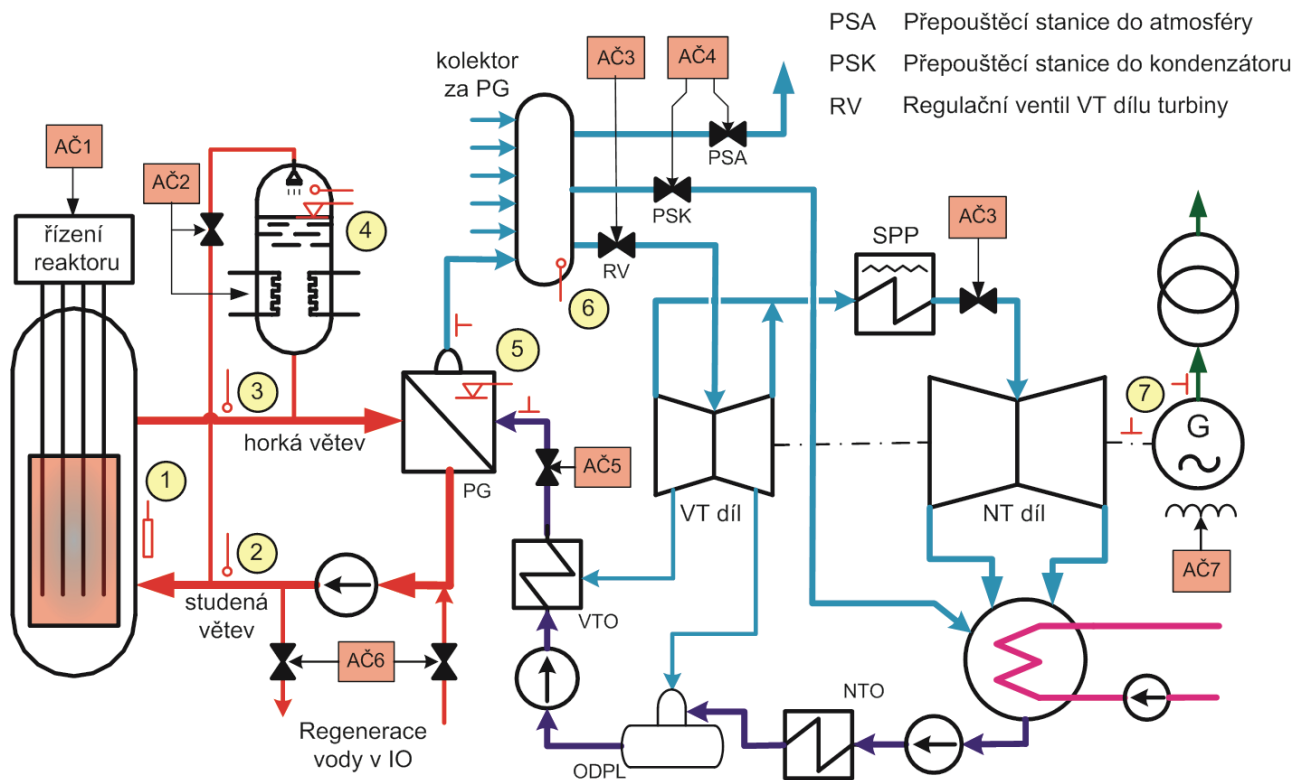 PSA Přepouštěcí stanice do atmosféry
PSK Přepouštěcí stanice do kondenzátoru
RV Regulační ventil VT dílu turbiny
kolektor
za PG
AČ3
AČ4
AČ1
AČ2
řízení
reaktoru
4
PSA
PSK
RV
SPP
AČ3
6
5
3
7
horká větev
PG
AČ5
G
1
VT díl
NT díl
2
studená
větev
VTO
AČ7
AČ6
NTO
Regenerace
vody v IO
ODPL